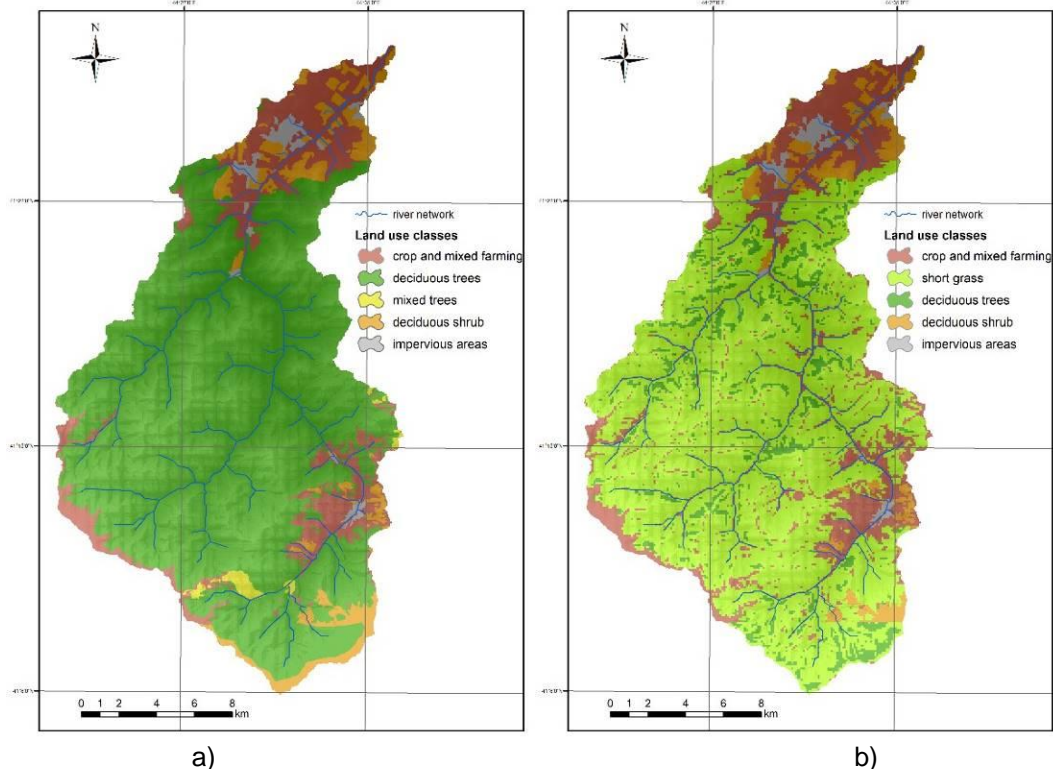 N
river network
Land use classes
crop and mixed farming
deciduous trees
mixed trees
deciduous shrub
impervious areas
0 1 2 4 6 8
km
a)
N
river network
Land use classes
crop and mixed farming
short grass
deciduous trees
deciduous shrub
impervious areas
0 1 2 4 6 8
km
b)